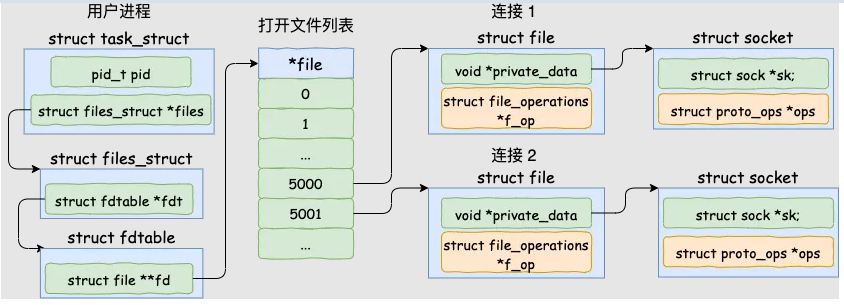 用户进程
struct task_struct
pid_t pid
struct files_struct *files
struct files_struct
struct fdtable *fdt
struct fdtable
struct file **fd
打开文件列表
*file
0
1
...
5000
5001
...
连接 1
struct file
void *private_data
struct file_operations
*f_op
struct socket
struct sock *sk;
struct proto_ops *ops
连接 2
struct file
void *private_data
struct file_operations
*f_op
struct socket
struct sock *sk;
struct proto_ops *ops